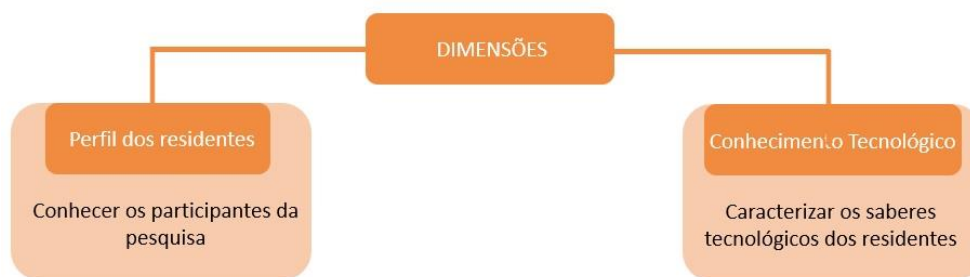 DIMENSÕES
Perfil dos residentes
Conhecer os participantes da
pesquisa
Conhecimento Tecnológico
Caracterizar os saberes
tecnológicos dos residentes